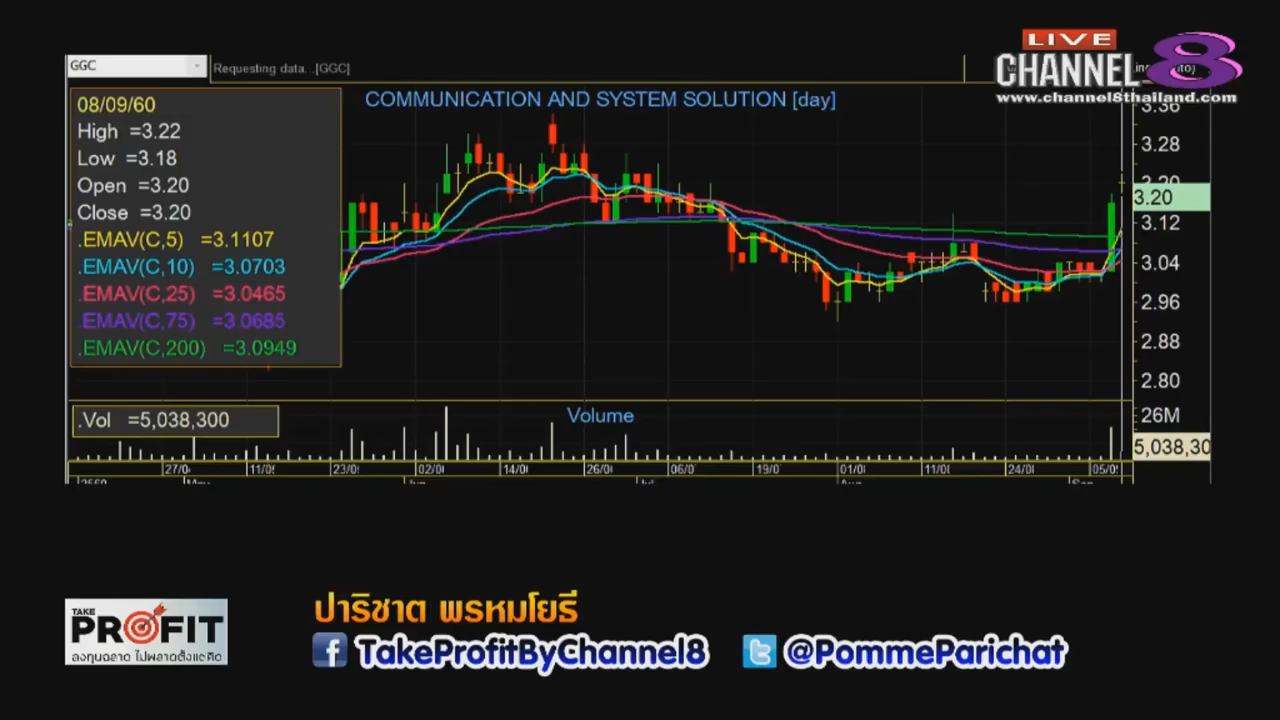 GGC
Requesting data...[GGC]
LIVE
CHANNEL 8
www.channel8thailand.com
COMMUNICATION AND SYSTEM SOLUTION [day]
08/09/60
High =3.22
Low =3.18
Open =3.20
Close =3.20
.EMAV(C,5) =3.1107
.EMAV(C,10) =3.0703
.EMAV(C,25) =3.0465
.EMAV(C,75) =3.0685
.EMAV(C,200) =3.0949
3.36
3.28
3.20
3.20
3.12
3.04
2.96
2.88
2.80
.Vol =5,038,300
Volume
26M
5,038,30
27/0 11/0 23/0 02/0 14/0 26/0 06/0 19/0 01/0 11/0 24/0 05/0
2560
TAKE
PROFIT
ลงทุนฉลาด ไม่พลาดตั้งแต่คิด
ปาริชาต พรหมโยธี
TakeProfitByChannel8
@PommeParichat